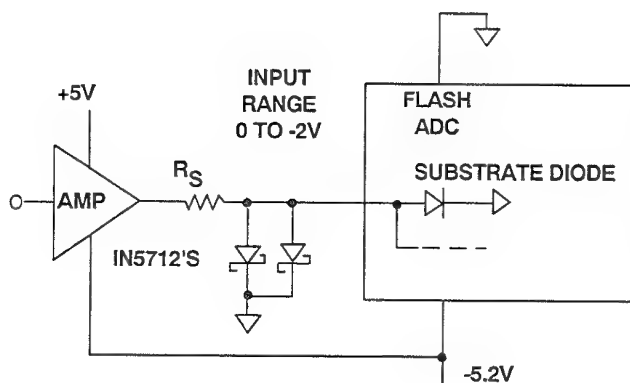 +5V
INPUT
RANGE
0 TO -2V
FLASH
ADC
SUBSTRATE DIODE
AMP
RS
IN5712'S
-5.2V